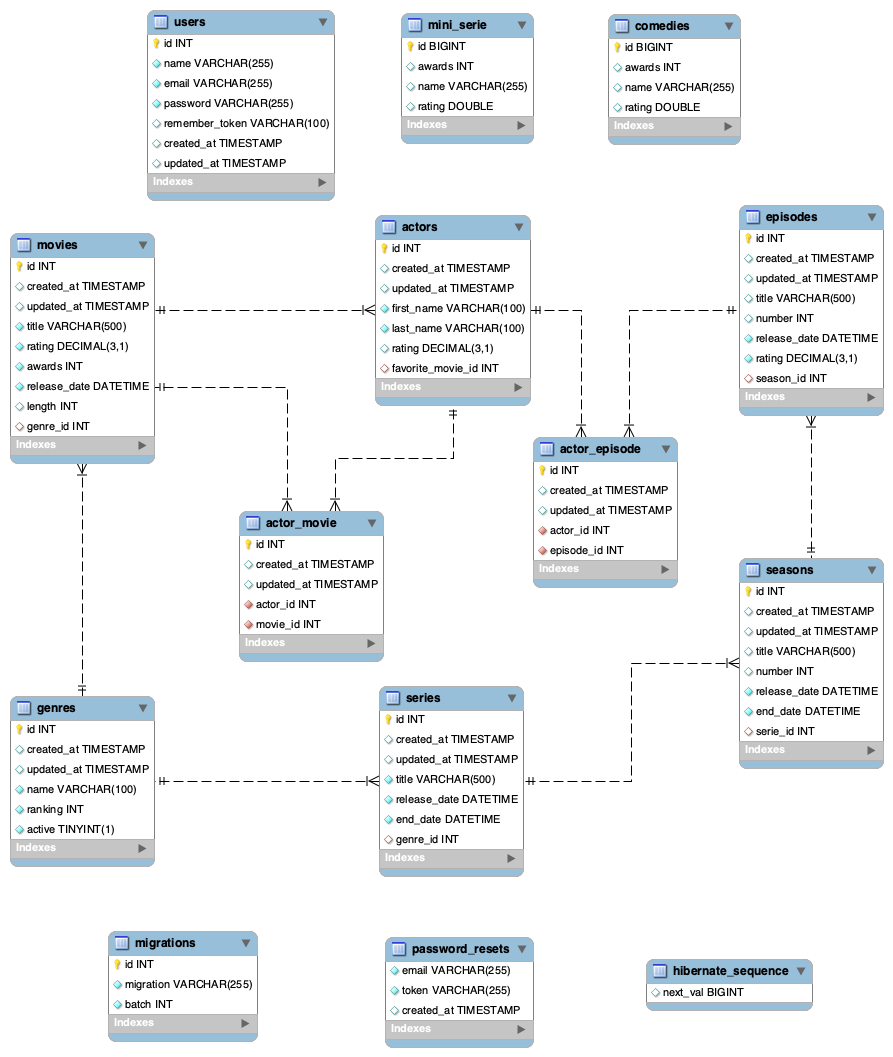 users
id INT
name VARCHAR(255)
email VARCHAR(255)
password VARCHAR(255)
remember_token VARCHAR(100)
created_at TIMESTAMP
updated_at TIMESTAMP
Indexes
mini_serie
id BIGINT
awards INT
name VARCHAR(255)
rating DOUBLE
Indexes
comedies
id BIGINT
awards INT
name VARCHAR(255)
rating DOUBLE
Indexes
movies
id INT
created_at TIMESTAMP
updated_at TIMESTAMP
title VARCHAR(500)
rating DECIMAL(3,1)
awards INT
release_date DATETIME
length INT
genre_id INT
Indexes
actors
id INT
created_at TIMESTAMP
updated_at TIMESTAMP
first_name VARCHAR(100)
last_name VARCHAR(100)
rating DECIMAL(3,1)
favorite_movie_id INT
Indexes
episodes
id INT
created_at TIMESTAMP
updated_at TIMESTAMP
title VARCHAR(500)
number INT
release_date DATETIME
rating DECIMAL(3,1)
season_id INT
Indexes
actor_episode
id INT
created_at TIMESTAMP
updated_at TIMESTAMP
actor_id INT
episode_id INT
Indexes
actor_movie
id INT
created_at TIMESTAMP
updated_at TIMESTAMP
actor_id INT
movie_id INT
Indexes
seasons
id INT
created_at TIMESTAMP
updated_at TIMESTAMP
title VARCHAR(500)
number INT
release_date DATETIME
end_date DATETIME
serie_id INT
Indexes
genres
id INT
created_at TIMESTAMP
updated_at TIMESTAMP
name VARCHAR(100)
ranking INT
active TINYINT(1)
Indexes
series
id INT
created_at TIMESTAMP
updated_at TIMESTAMP
title VARCHAR(500)
release_date DATETIME
end_date DATETIME
genre_id INT
Indexes
migrations
id INT
migration VARCHAR(255)
batch INT
Indexes
password_resets
email VARCHAR(255)
token VARCHAR(255)
created_at TIMESTAMP
Indexes
hibernate_sequence
next_val BIGINT